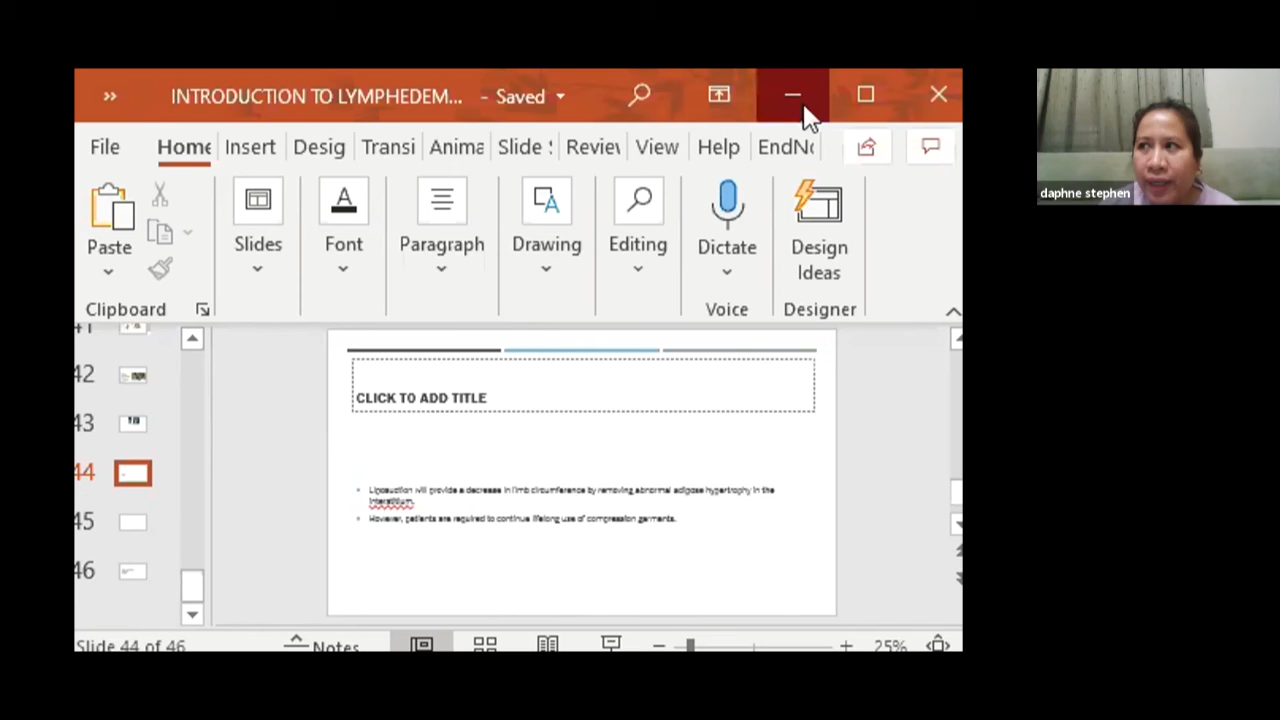 INTRODUCTION TO LYMPHEDEM... - Saved
File Home Insert Desig Transi Anima Slide Help View EndNo
Paste
Slides
Font
Paragraph
Drawing
Editing
Dictate
Design
Ideas
Clipboard
Voice
Designer
41
42
43
44
45
46
CLICK TO ADD TITLE
Liposuction will provide a decrease in limb circumference by removing abnormal adipose hypertrophy in the
interstitium.
However, patients are required to continue lifelong use of compression garments.
Slide 44 of 46
Notes
25%
daphne stephen